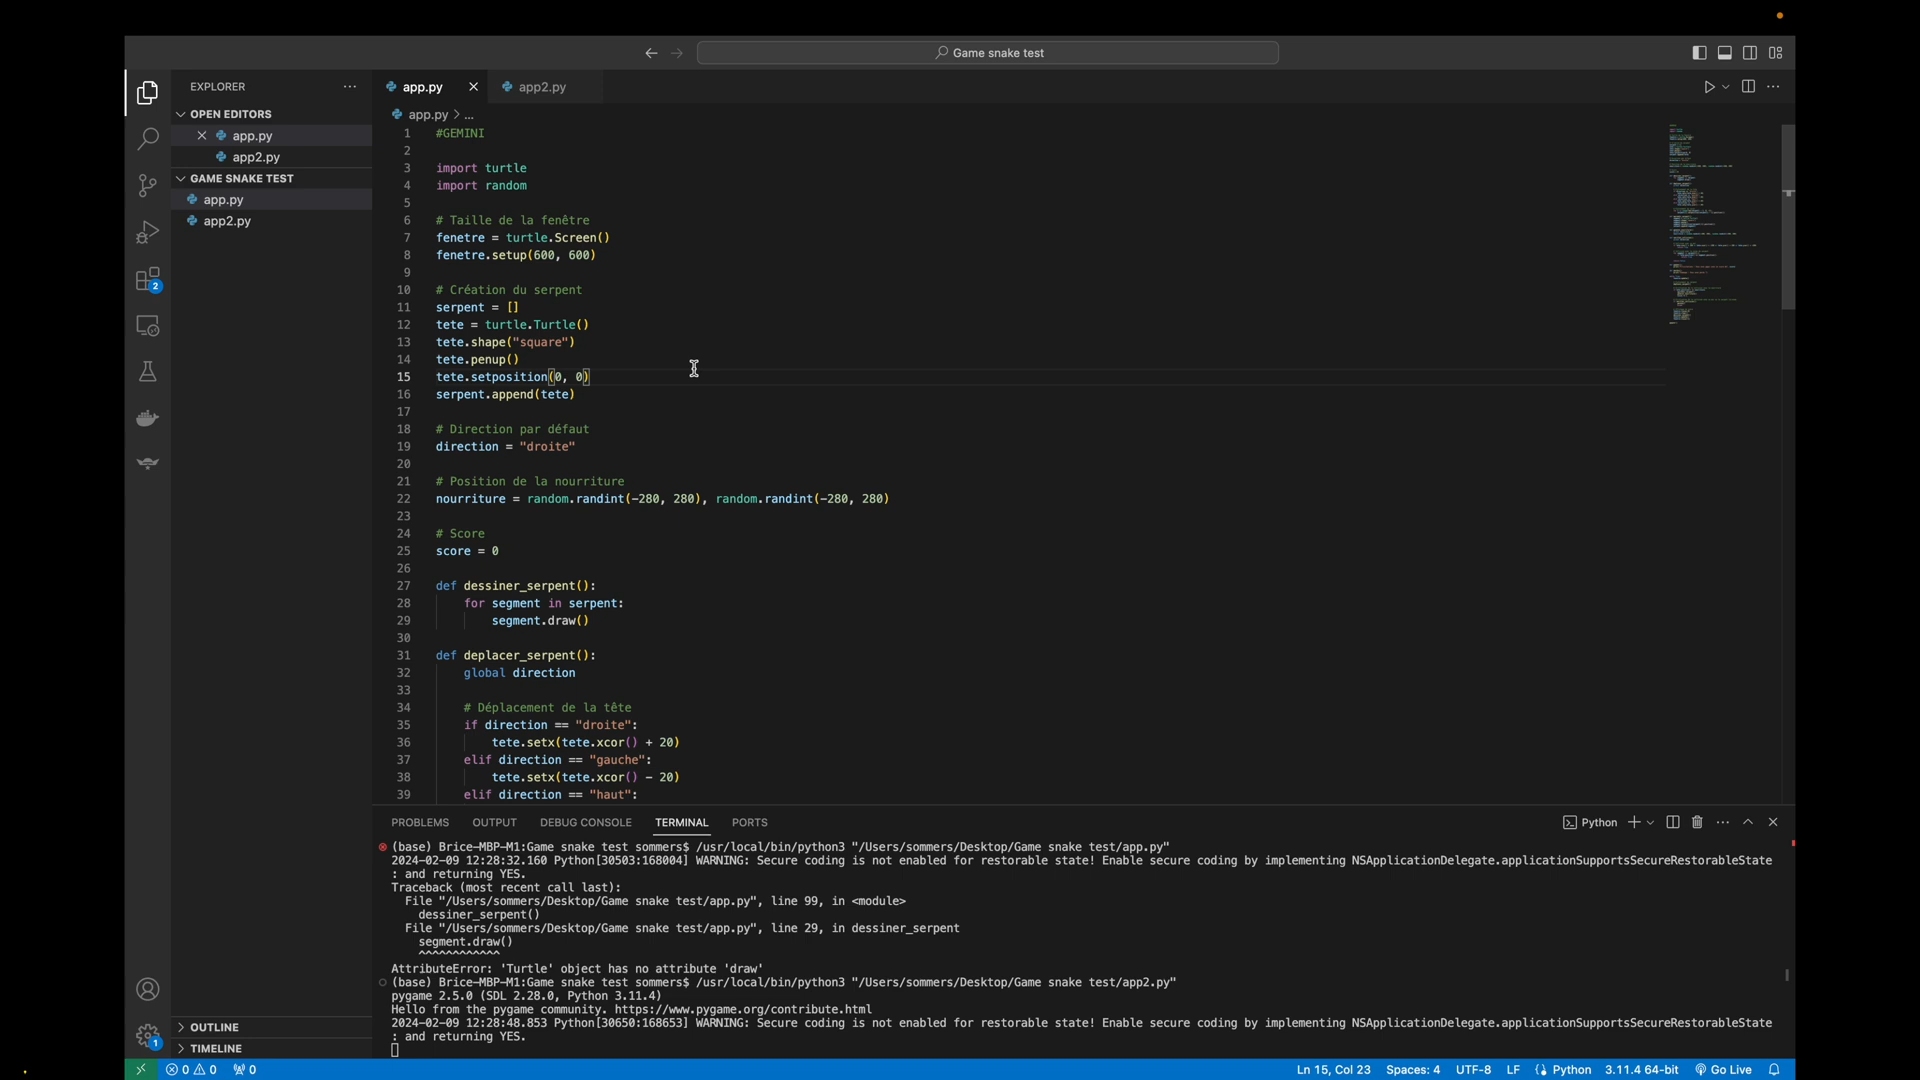 Game snake test
EXPLORER
OPEN EDITORS
app.py
app2.py
GAME SNAKE TEST
app.py
app2.py
2
1
OUTLINE
TIMELINE
app.py
app2.py
app.py > ...
1 #GEMINI
2
3 import turtle
4 import random
5
6 # Taille de la fenêtre
7 fenetre = turtle.Screen()
8 fenetre.setup(600, 600)
9
10 # Création du serpent
11 serpent = []
12 tete = turtle.Turtle()
13 tete.shape("square")
14 tete.penup()
15 tete.setposition(0, 0)
16 serpent.append(tete)
17
18 # Direction par défaut
19 direction = "droite"
20
21 # Position de la nourriture
22 nourriture = random.randint(-280, 280), random.randint(-280, 280)
23
24 # Score
25 score = 0
26
27 def dessiner_serpent():
28 for segment in serpent:
29 segment.draw()
30
31 def deplacer_serpent():
32 global direction
33
34 # Déplacement de la tête
35 if direction == "droite":
36 tete.setx(tete.xcor() + 20)
37 elif direction == "gauche":
38 tete.setx(tete.xcor() - 20)
39 elif direction == "haut":
PROBLEMS OUTPUT DEBUG CONSOLE TERMINAL PORTS
Python
(base) Brice-MBP-M1:Game snake test sommers$ /usr/local/bin/python3 "/Users/sommers/Desktop/Game snake test/app.py"
2024-02-09 12:28:32.160 Python[30503:168004] WARNING: Secure coding is not enabled for restorable state! Enable secure coding by implementing NSApplicationDelegate.applicationSupportsSecureRestorableState
: and returning YES.
Traceback (most recent call last):
File "/Users/sommers/Desktop/Game snake test/app.py", line 99, in <module>
dessiner_serpent()
File "/Users/sommers/Desktop/Game snake test/app.py", line 29, in dessiner_serpent
segment.draw()
^^^^^^^^^^^^
AttributeError: 'Turtle' object has no attribute 'draw'
(base) Brice-MBP-M1:Game snake test sommers$ /usr/local/bin/python3 "/Users/sommers/Desktop/Game snake test/app2.py"
pygame 2.5.0 (SDL 2.28.0, Python 3.11.4)
Hello from the pygame community. https://www.pygame.org/contribute.html
2024-02-09 12:28:48.853 Python[30650:168653] WARNING: Secure coding is not enabled for restorable state! Enable secure coding by implementing NSApplicationDelegate.applicationSupportsSecureRestorableState
: and returning YES.
0 0 0 Ln 15, Col 23 Spaces: 4 UTF-8 LF Python 3.11.4 64-bit Go Live